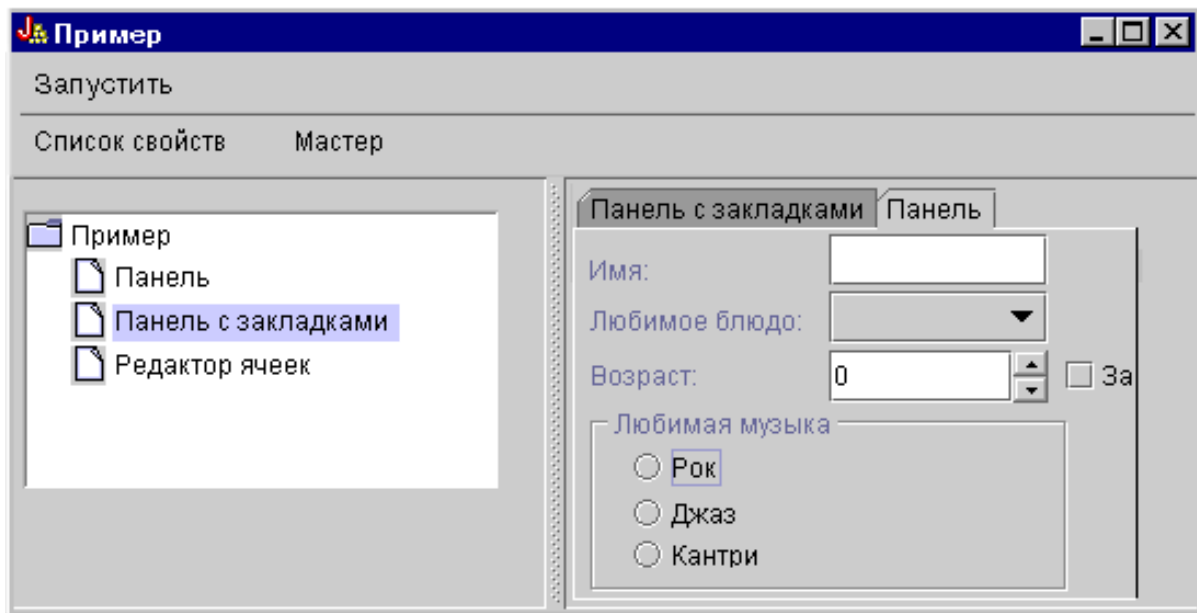 Пример
Запустить
Список свойств Мастер
Пример
Панель
Панель с закладками
Редактор ячеек
Панель с закладками Панель
Имя:
Любимое блюдо:
Возраст: 0 За
Любимая музыка
Рок
Джаз
Кантри